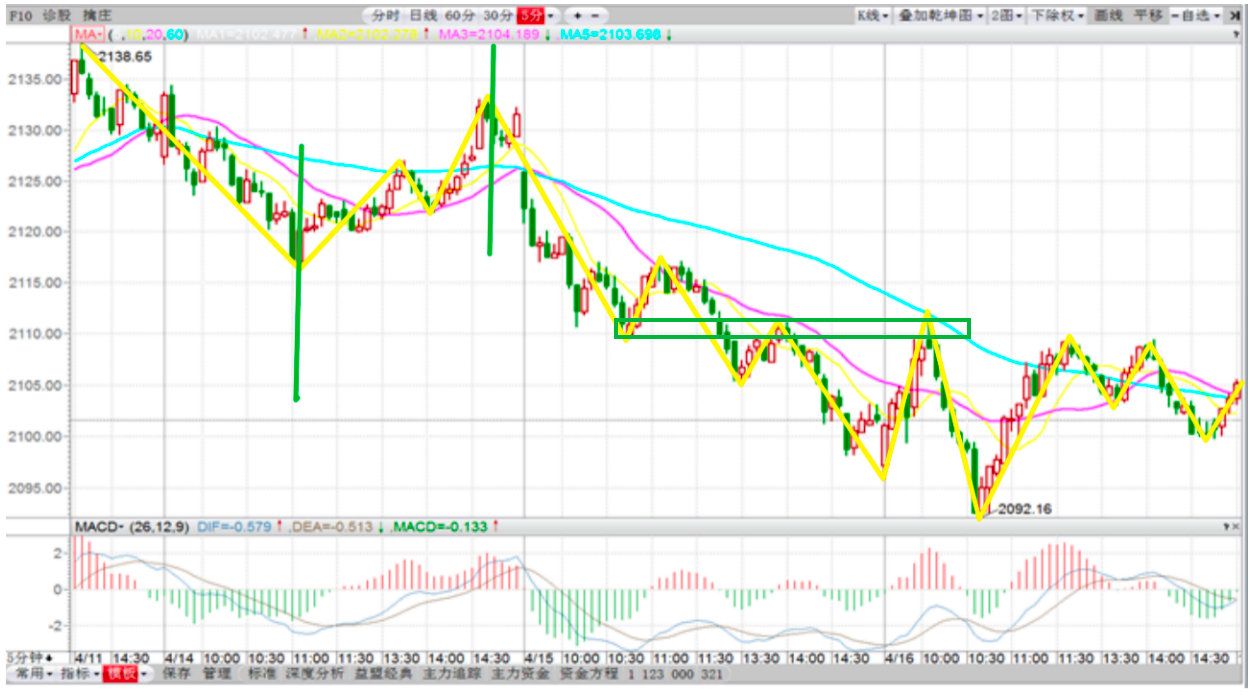 F10 诊股 擒庄 分时 日线 60分 30分 5分 + - K线 叠加乾坤图 2图 下除权 画线 平移 自选
MA- ( ,10,20,60) MA1=2102.477 ↑ MA2=2102.278 ↑ MA3=2104.189 ↓ ,MA5=2103.698 ↓
2138.65
2135.00
2130.00
2125.00
2120.00
2115.00
2110.00
2105.00
2100.00
2095.00
2092.16
MACD- (26,12,9) DIF=-0.579 ↑ ,DEA=-0.513 ↓ ,MACD=-0.133 ↑
2
0
-2
5分钟 4/11 14:30 4/14 10:00 10:30 11:00 11:30 13:30 14:00 14:30 4/15 10:00 10:30 11:00 11:30 13:30 14:00 14:30 4/16 10:00 10:30 11:00 11:30 13:30 14:00 14:30
常用 指标 模板 保存 管理 标准 深度分析 益盟经典 主力追踪 主力资金 资金方程 1 123 000 321